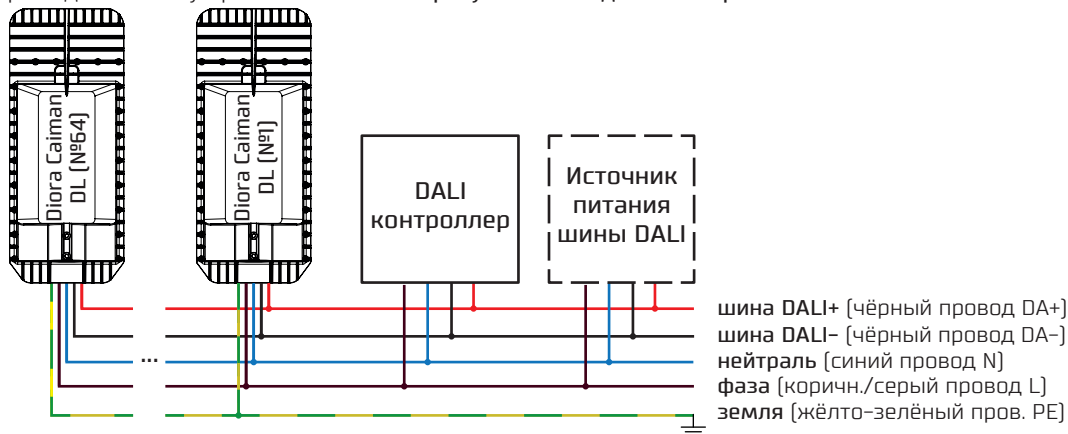 Diora Caiman
DL (№64)
...
Diora Caiman
DL (№1)
DALI
контроллер
Источник
питания
шины DALI
шина DALI+ (чёрный провод DA+)
шина DALI− (чёрный провод DA−)
нейтраль (синий провод N)
фаза (коричн./серый провод L)
земля (жёлто-зелёный пров. PE)